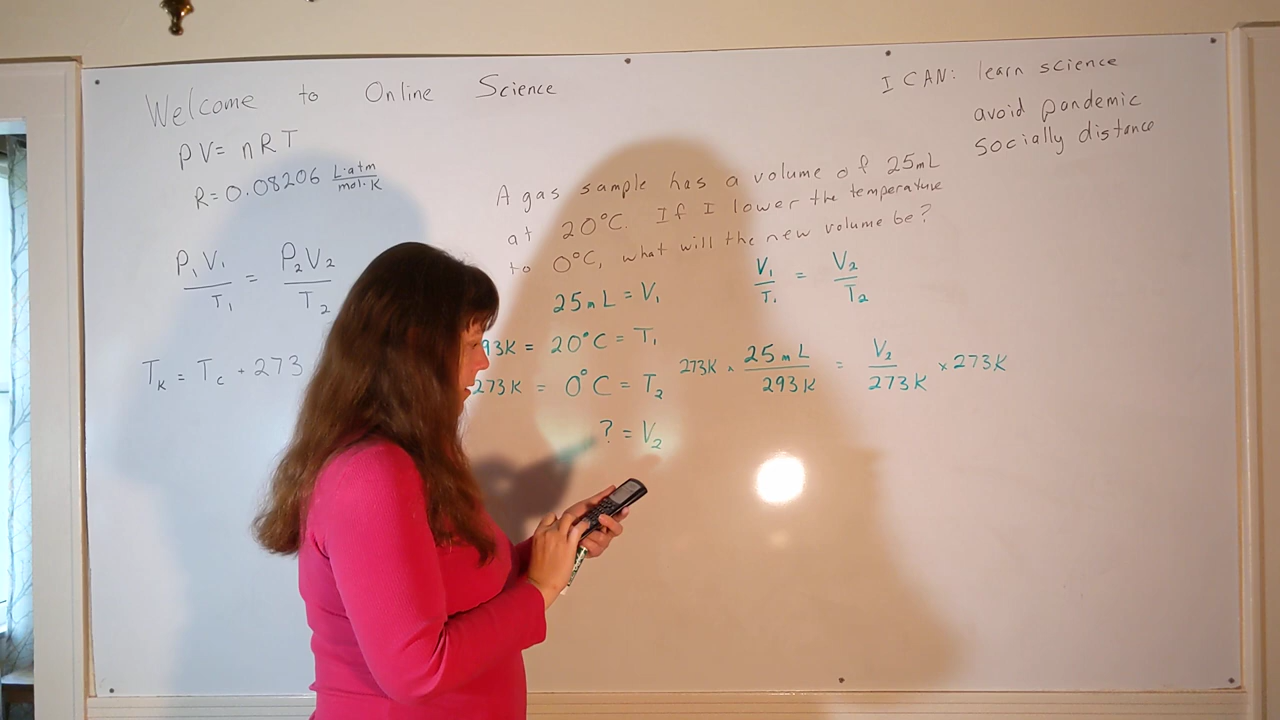 Welcome to Online Science
I CAN: learn science
avoid pandemic
socially distance
PV = nRT
R = 0.08206 L·atm / mol·K
P₁V₁ / T₁ = P₂V₂ / T₂
T_K = T_C + 273
A gas sample has a volume of 25mL
at 20°C. If I lower the temperature
to 0°C, what will the new volume be?
25mL = V₁
93K = 20°C = T₁
273K = 0°C = T₂
? = V₂
V₁ / T₁ = V₂ / T₂
273K × 25mL / 293K = V₂ / 273K × 273K